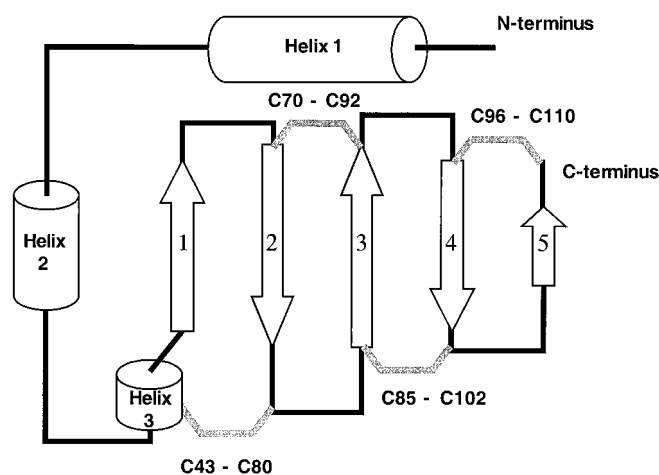 N-terminus
Helix 1
C70 - C92
C96 - C110
C-terminus
Helix
2
1
2
3
4
5
Helix
3
C85 - C102
C43 - C80